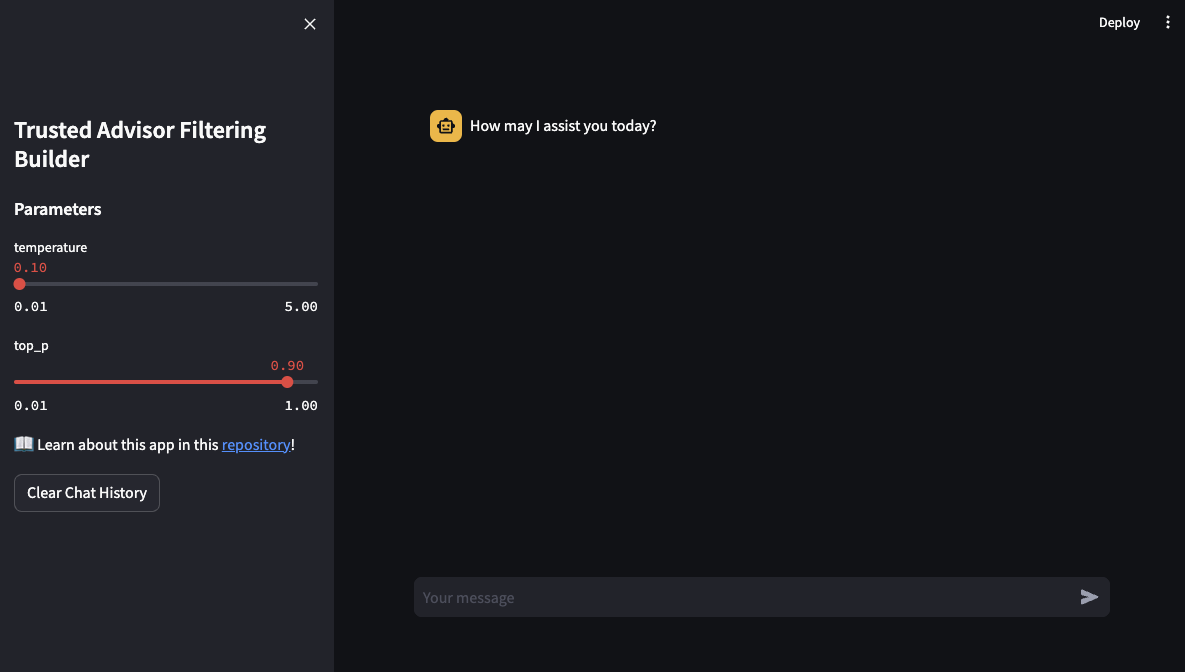 Deploy
Trusted Advisor Filtering
Builder
Parameters
temperature
0.10
0.01 5.00
top_p
0.90
0.01 1.00
📖 Learn about this app in this repository!
Clear Chat History
How may I assist you today?
Your message